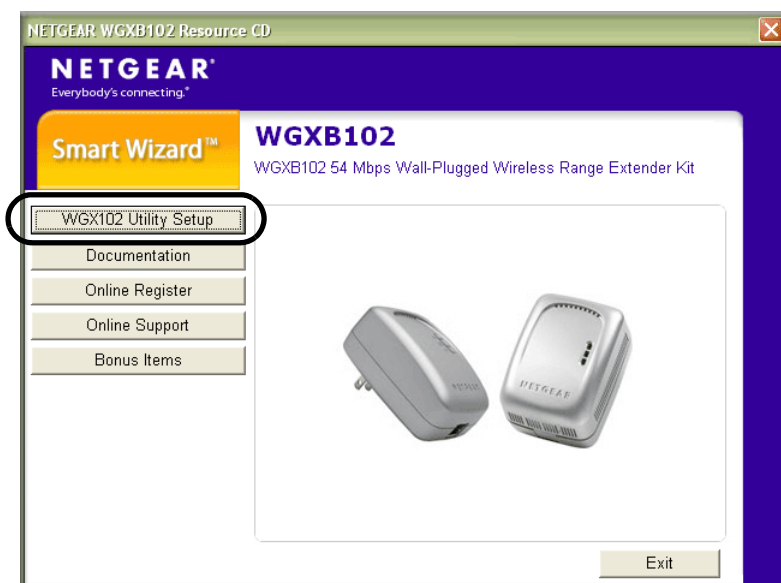 NETGEAR WGXB102 Resource CD
NETGEAR®
Everybody's connecting.®
Smart Wizard™
WGXB102
WGXB102 54 Mbps Wall-Plugged Wireless Range Extender Kit
WGX102 Utility Setup
Documentation
Online Register
Online Support
Bonus Items
NETGEAR
NETGEAR
Exit